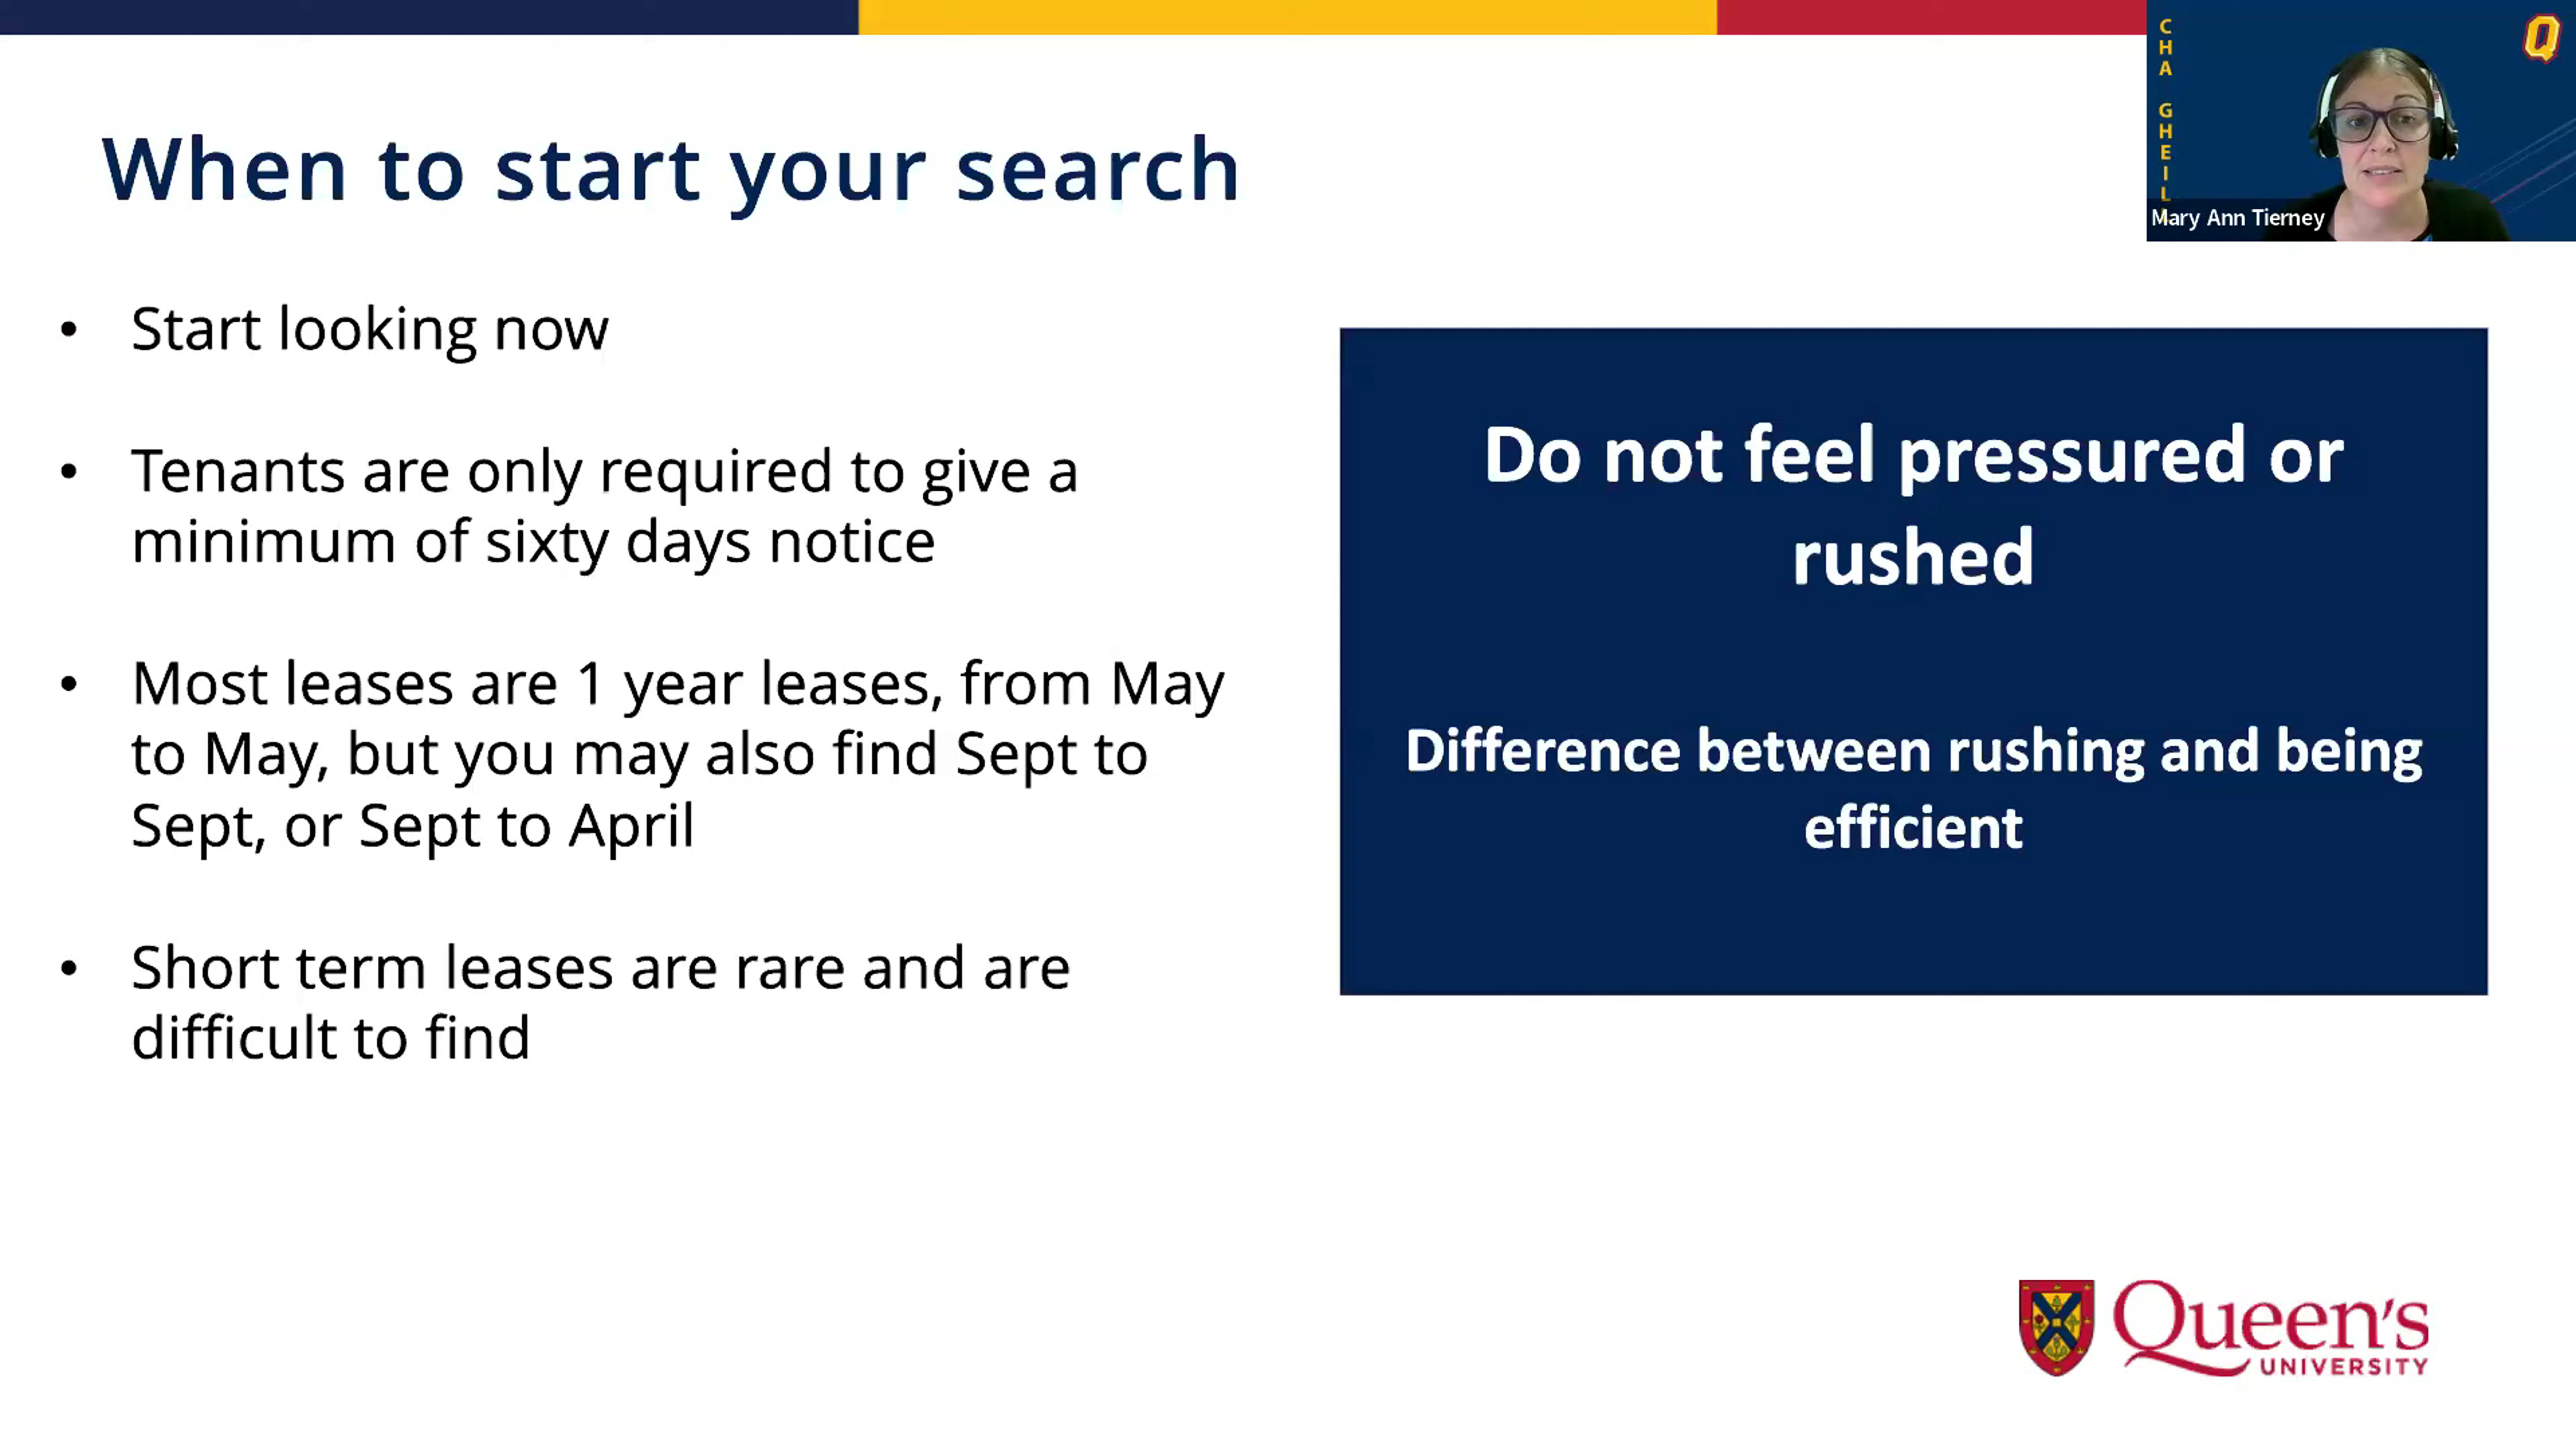 When to start your search
• Start looking now
• Tenants are only required to give a
minimum of sixty days notice
• Most leases are 1 year leases, from May
to May, but you may also find Sept to
Sept, or Sept to April
• Short term leases are rare and are
difficult to find
Do not feel pressured or
rushed
Difference between rushing and being
efficient
CHA GHEIL
Q
Mary Ann Tierney
Queen's
UNIVERSITY